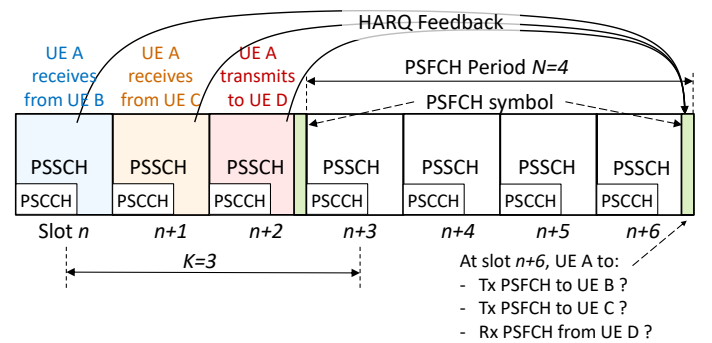 HARQ Feedback
UE A
receives
from UE B
UE A
receives
from UE C
UE A
transmits
to UE D
PSFCH Period N=4
PSFCH symbol
PSSCH
PSSCH
PSSCH
PSSCH
PSSCH
PSSCH
PSSCH
PSCCH
PSCCH
PSCCH
PSCCH
PSCCH
PSCCH
PSCCH
Slot n
n+1
n+2
n+3
n+4
n+5
n+6
K=3
At slot n+6, UE A to:
- Tx PSFCH to UE B ?
- Tx PSFCH to UE C ?
- Rx PSFCH from UE D ?